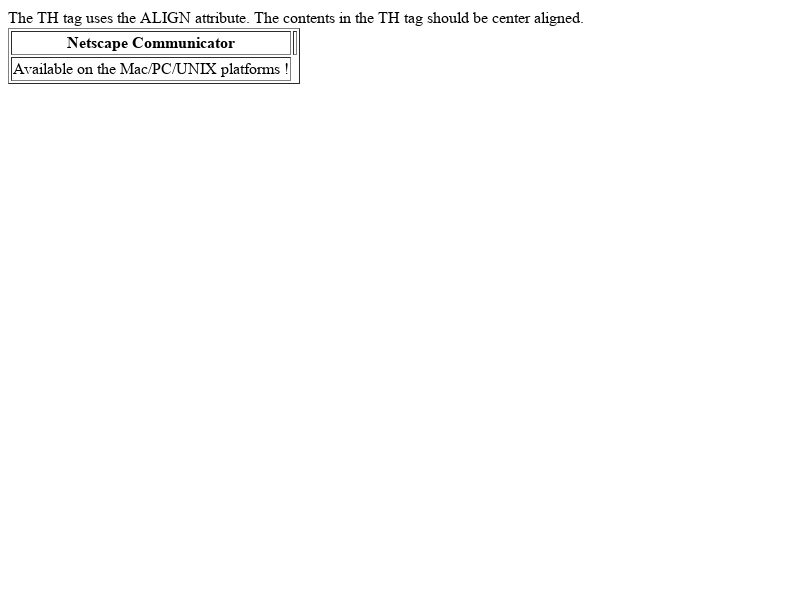 The TH tag uses the ALIGN attribute. The contents in the TH tag should be center aligned.
Netscape Communicator
Available on the Mac/PC/UNIX platforms !